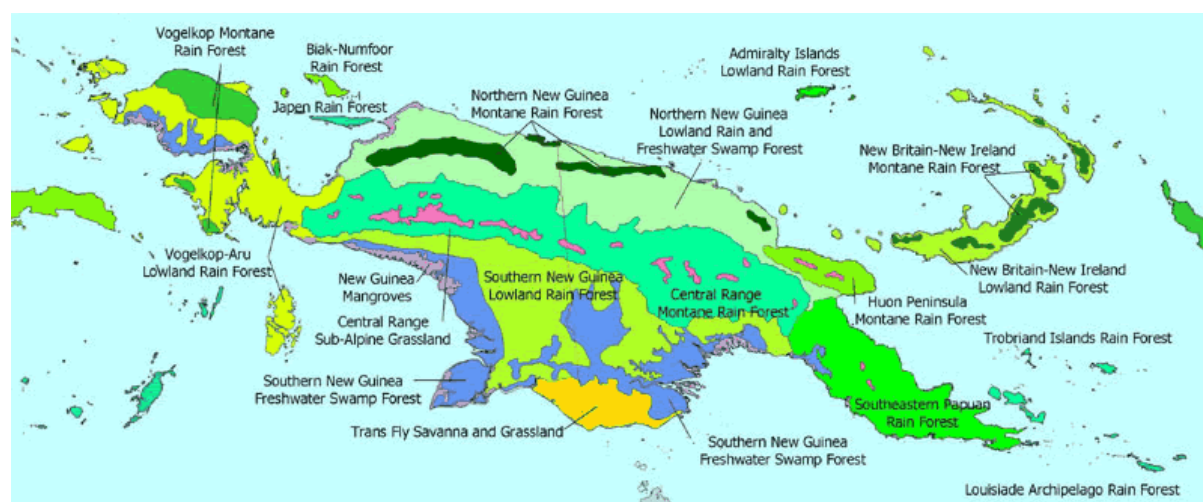 Vogelkop Montane
Rain Forest
Biak-Numfoor
Rain Forest
Japen Rain Forest
Northern New Guinea
Montane Rain Forest
Admiralty Islands
Lowland Rain Forest
Northern New Guinea
Lowland Rain and
Freshwater Swamp Forest
New Britain-New Ireland
Montane Rain Forest
Vogelkop-Aru
Lowland Rain Forest
New Guinea
Mangroves
Central Range
Sub-Alpine Grassland
Southern New Guinea
Lowland Rain Forest
Central Range
Montane Rain Forest
Huon Peninsula
Montane Rain Forest
New Britain-New Ireland
Lowland Rain Forest
Trobriand Islands Rain Forest
Southern New Guinea
Freshwater Swamp Forest
Trans Fly Savanna and Grassland
Southern New Guinea
Freshwater Swamp Forest
Southeastern Papuan
Rain Forest
Louisiade Archipelago Rain Forest